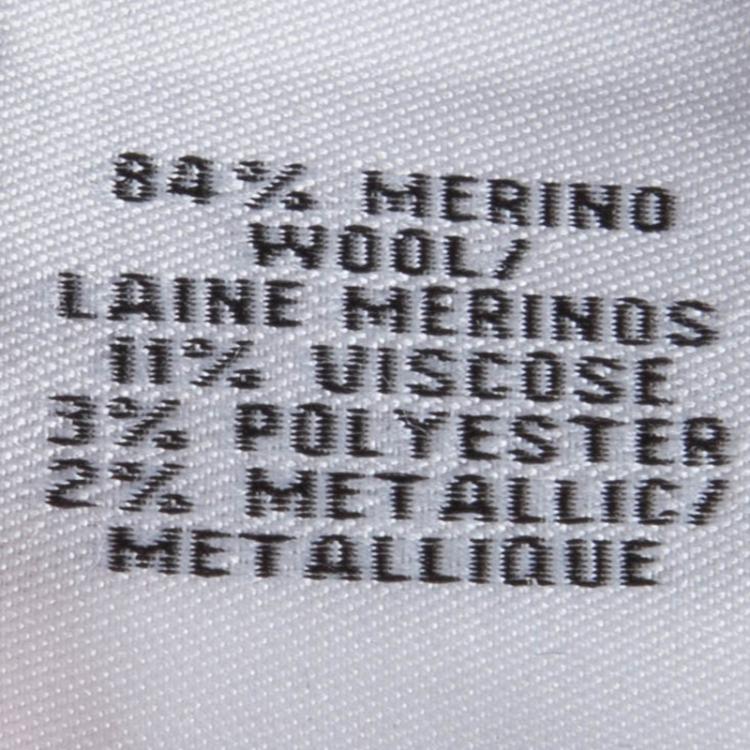 84% MERINO
WOOL/
LAINE MERINOS
11% VISCOSE
3% POLYESTER
2% METALLIC/
METALLIQUE